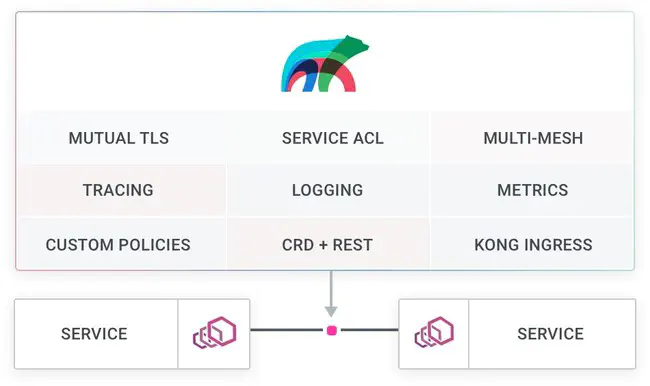 MUTUAL TLS
SERVICE ACL
MULTI-MESH
TRACING
LOGGING
METRICS
CUSTOM POLICIES
CRD + REST
KONG INGRESS
SERVICE
SERVICE